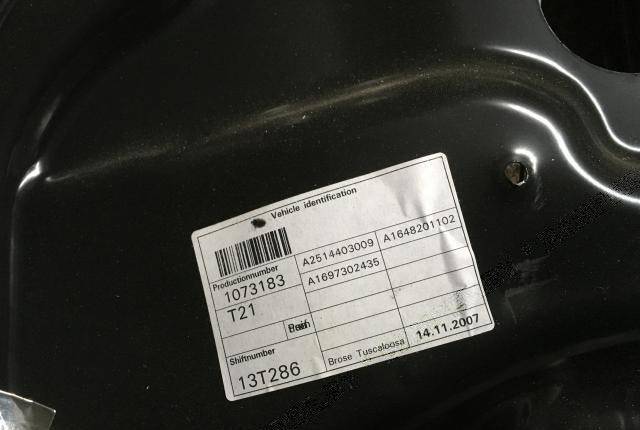 Vehicle identification
Productionnumber
1073183
T21
A2514403009 A1648201102
A1697302435
Shiftnumber
13T286
Brose Tuscaloosa 14.11.2007